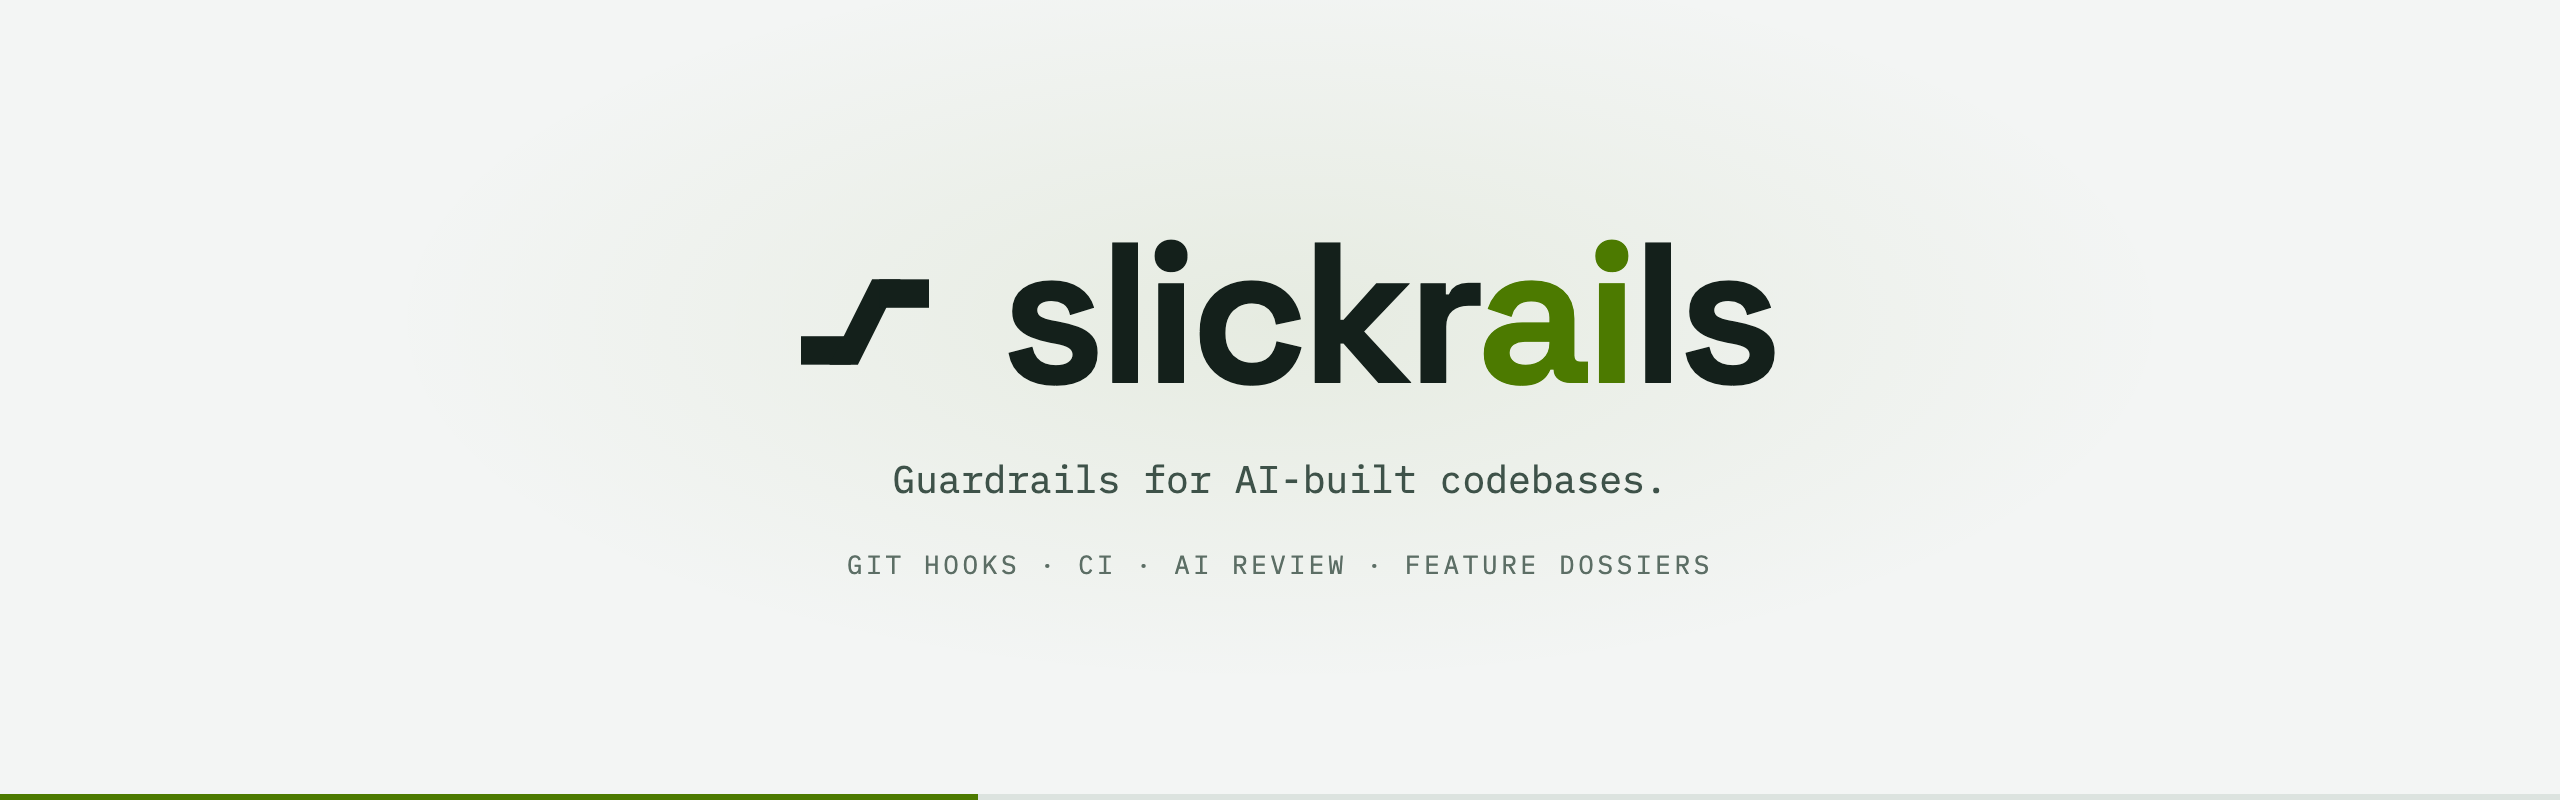 slickrails
Guardrails for AI-built codebases.
GIT HOOKS · CI · AI REVIEW · FEATURE DOSSIERS